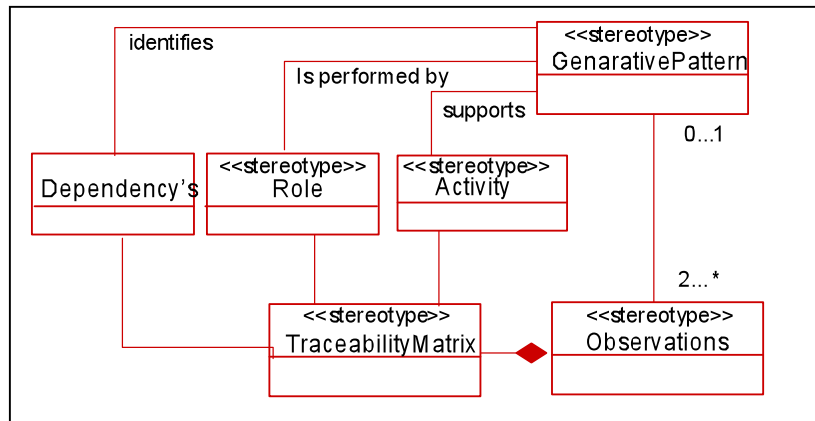 identifies
<<stereotype>>
GenarativePattern
Is performed by
supports
0...1
Dependency's
<<stereotype>>
Role
<<stereotype>>
Activity
2...*
<<stereotype>>
TraceabilityMatrix
<<stereotype>>
Observations